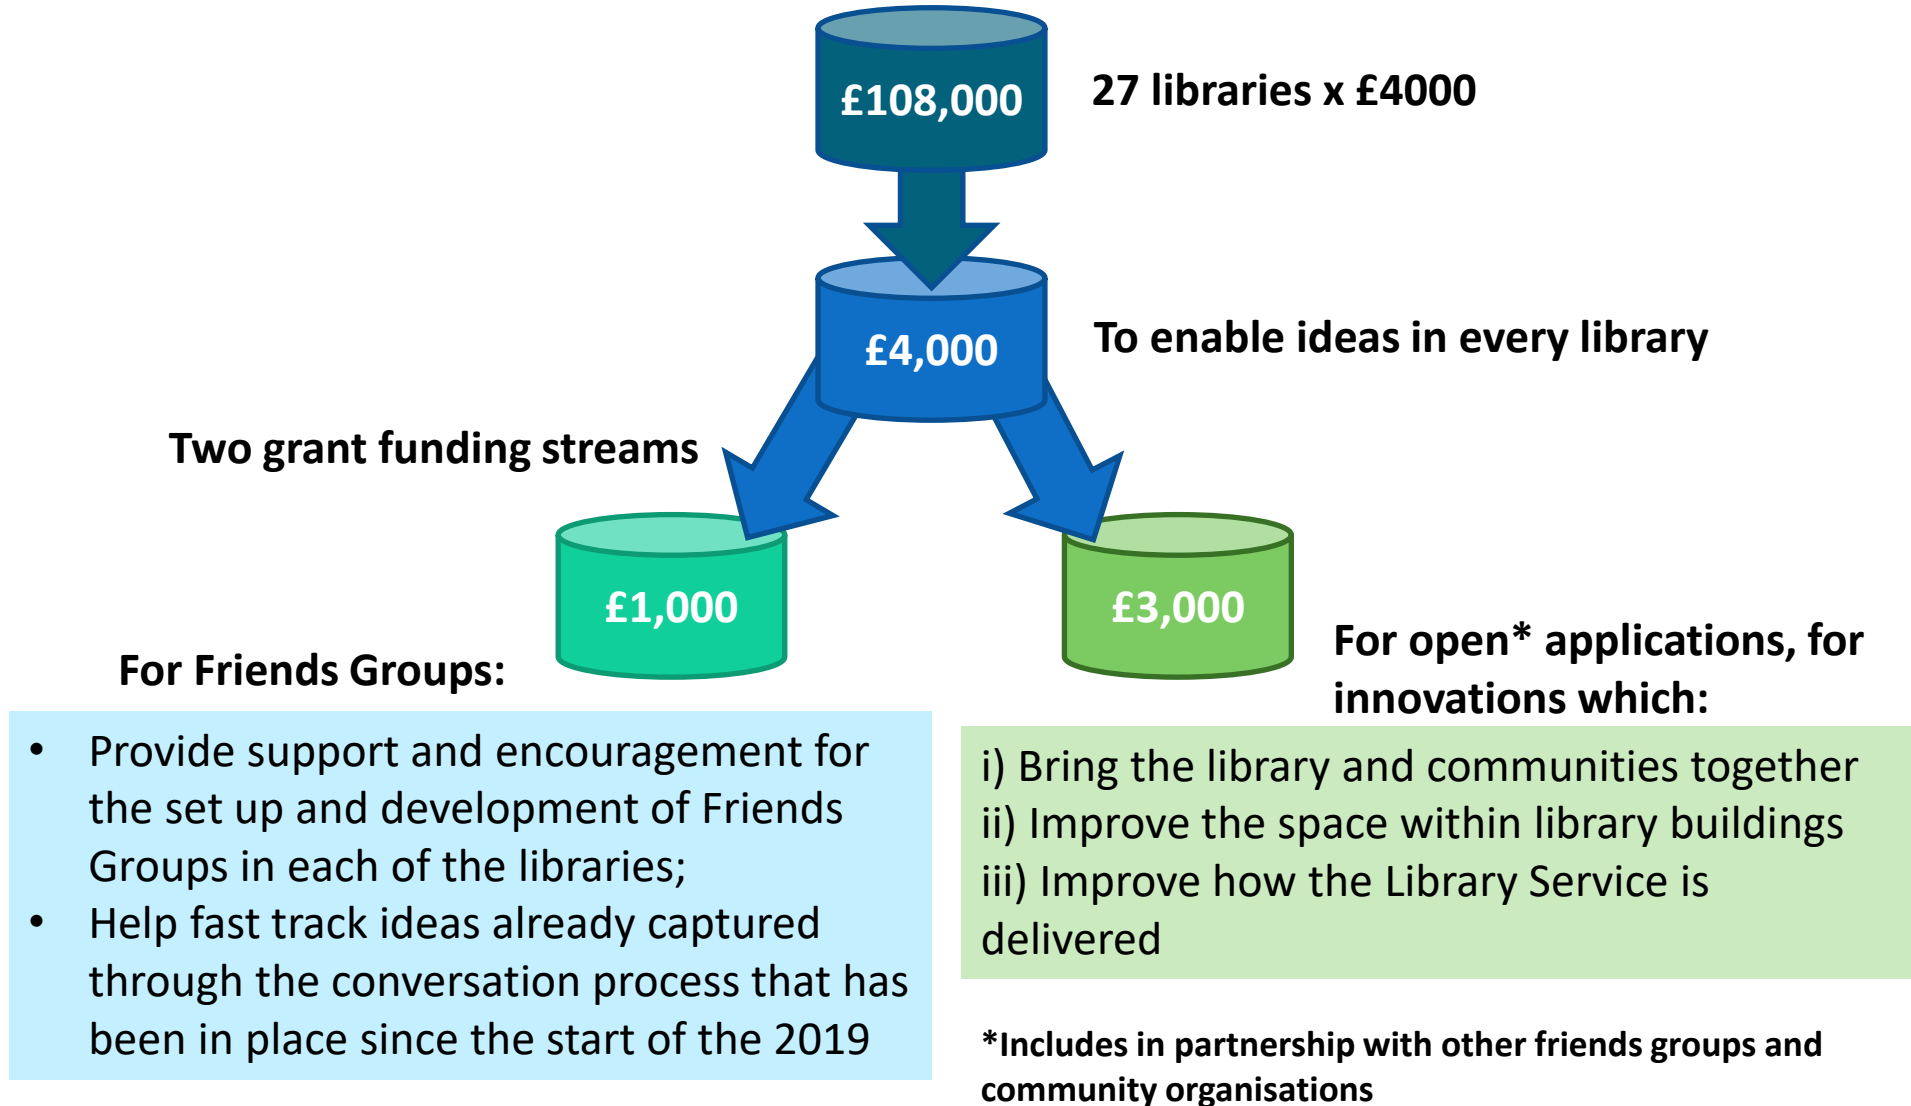 £108,000
27 libraries x £4000
£4,000
To enable ideas in every library
Two grant funding streams
£1,000
£3,000
For Friends Groups:
• Provide support and encouragement for
the set up and development of Friends
Groups in each of the libraries;
• Help fast track ideas already captured
through the conversation process that has
been in place since the start of the 2019
For open* applications, for
innovations which:
i) Bring the library and communities together
ii) Improve the space within library buildings
iii) Improve how the Library Service is
delivered
*Includes in partnership with other friends groups and
community organisations